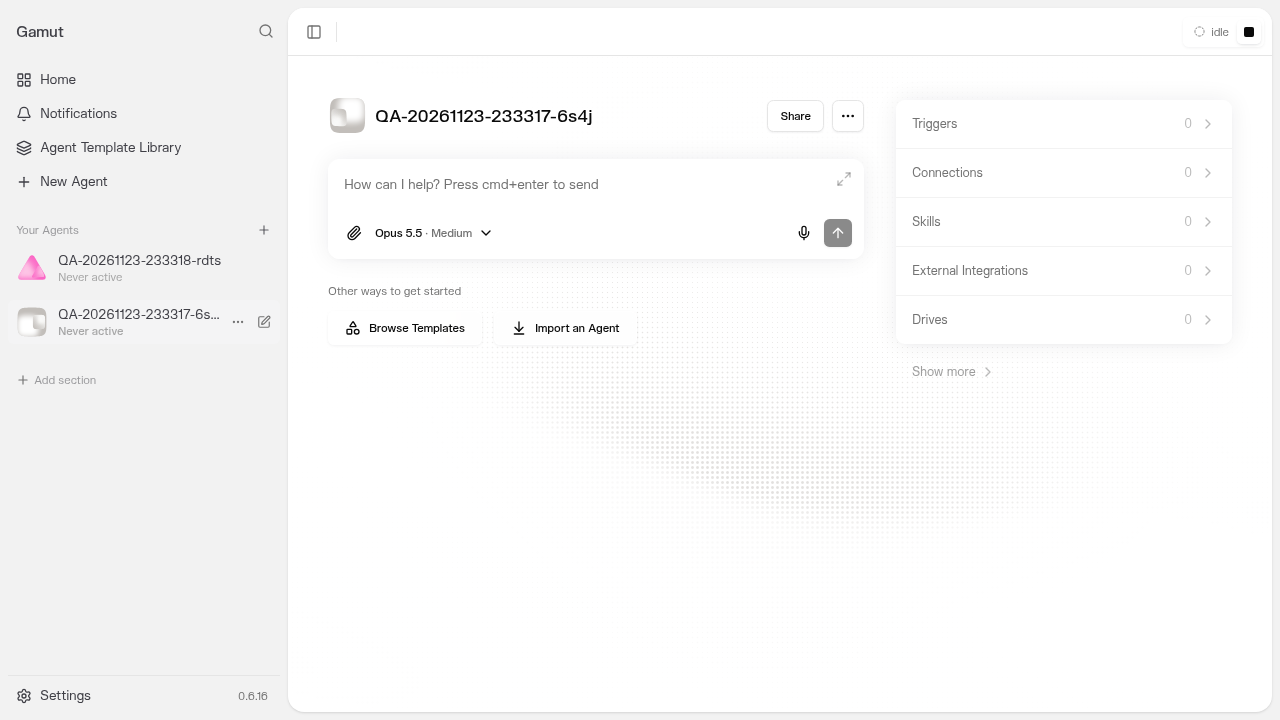 Gamut
Home
Notifications
Agent Template Library
New Agent
Your Agents
QA-20261123-233318-rdts
Never active
QA-20261123-233317-6s...
Never active
Add section
Settings
0.6.16
idle
QA-20261123-233317-6s4j
Share
How can I help? Press cmd+enter to send
Opus 5.5 · Medium
Other ways to get started
Browse Templates
Import an Agent
Triggers 0
Connections 0
Skills 0
External Integrations 0
Drives 0
Show more